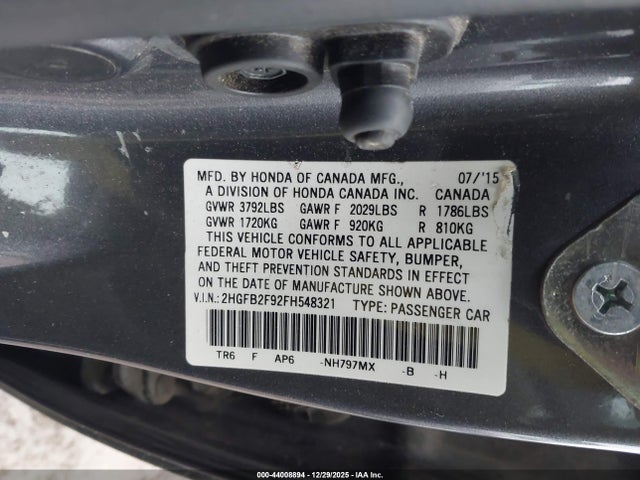 MFD. BY HONDA OF CANADA MFG., 07/'15
A DIVISION OF HONDA CANADA INC. CANADA
GVWR 3792LBS GAWR F 2029LBS R 1786LBS
GVWR 1720KG GAWR F 920KG R 810KG
THIS VEHICLE CONFORMS TO ALL APPLICABLE
FEDERAL MOTOR VEHICLE SAFETY, BUMPER,
AND THEFT PREVENTION STANDARDS IN EFFECT
ON THE DATE OF MANUFACTURE SHOWN ABOVE.
V.I.N.:2HGFB2F92FH548321 TYPE: PASSENGER CAR
TR6 F AP6 -NH797MX -B -H
000-44008894 | 12/29/2025 | IAA Inc.